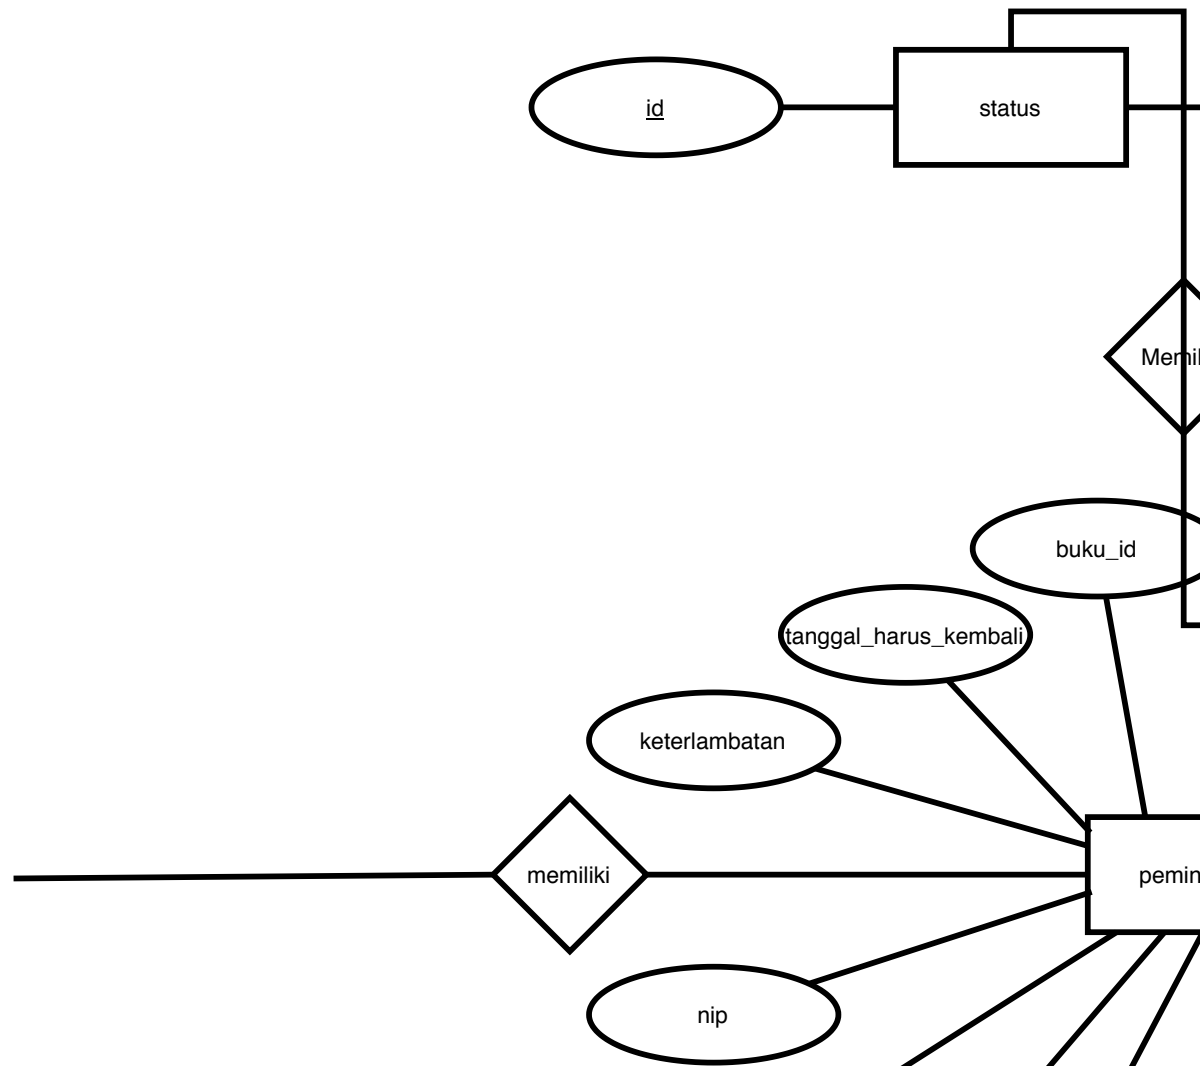 id
status
buku_id
tanggal_harus_kembali
keterlambatan
memiliki
nip